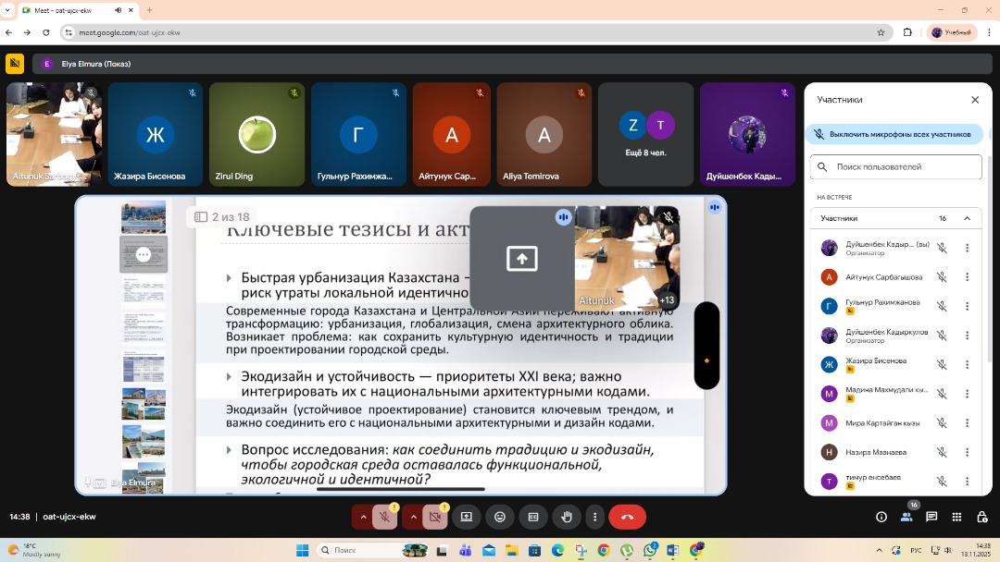 Meet – oat-ujcx-ekw
meet.google.com/oat-ujcx-ekw
Учебный
E
Elya Elmura (Показ)
Aitunuk Sarbagys...
Ж
Жазира Бисенова
Zirui Ding
Г
Гульнур Рахимжа...
А
Айтунук Сар...
A
Aliya Temirova
Z
T
Ещё 8 чел.
Дуйшенбек Кады...
2 из 18
Ключевые тезисы и акт
Быстрая урбанизация Казахстана –
риск утраты локальной идентично
Современные города Казахстана и Центральной Азии переживают активную
трансформацию: урбанизация, глобализация, смена архитектурного облика.
Возникает проблема: как сохранить культурную идентичность и традиции
при проектировании городской среды.
Экодизайн и устойчивость — приоритеты XXI века; важно
интегрировать их с национальными архитектурными кодами.
Экодизайн (устойчивое проектирование) становится ключевым трендом, и
важно соединить его с национальными архитектурными и дизайн кодами.
Вопрос исследования: как соединить традицию и экодизайн,
чтобы городская среда оставалась функциональной,
экологичной и идентичной?
Aitunuk
+13
Elya Elmura
Участники
Выключить микрофоны всех участников
Поиск пользователей
НА ВСТРЕЧЕ
Участники
16
Дуйшенбек Кадыр... (вы)
Организатор
А
Айтунук Сарбагышова
Г
Гульнур Рахимжанова
Дуйшенбек Кадыркулов
Организатор
Ж
Жазира Бисенова
М
Мадина Махмудали кы...
М
Мира Картайган кызы
Н
Назира Мзанаева
Т
тимур енсебаев
14:38 | oat-ujcx-ekw
16
18°C
Mostly sunny
Поиск
РУС
14:38
13.11.2025